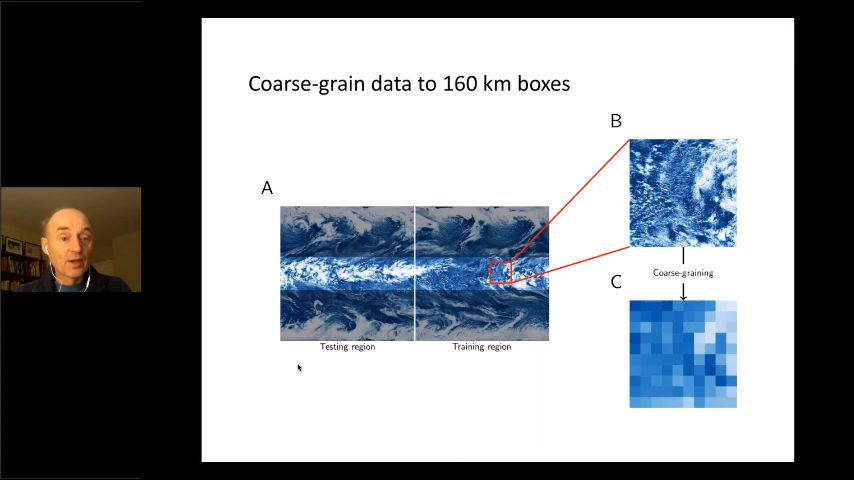 Coarse-grain data to 160 km boxes
B
A
Coarse-graining
C
Testing region
Training region